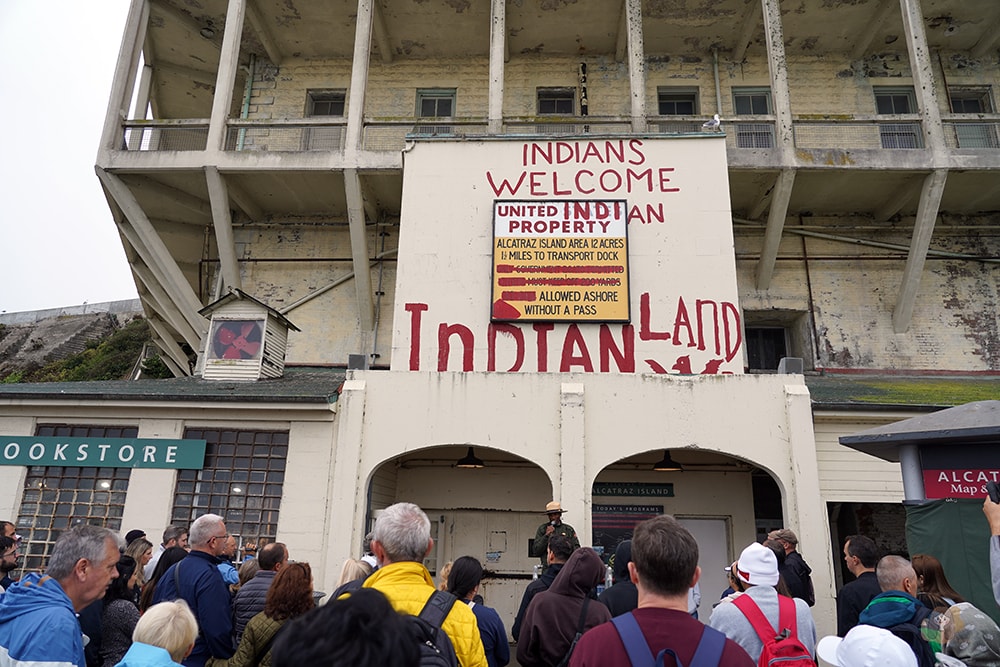 INDIANS
WELCOME
UNITED INDIAN
PROPERTY
ALCATRAZ ISLAND AREA 12 ACRES
1½ MILES TO TRANSPORT DOCK
ALLOWED ASHORE
WITHOUT A PASS
INDIAN LAND
OOKSTORE
ALCATRAZ ISLAND
TODAY'S PROGRAMS
ALCAT
Map &